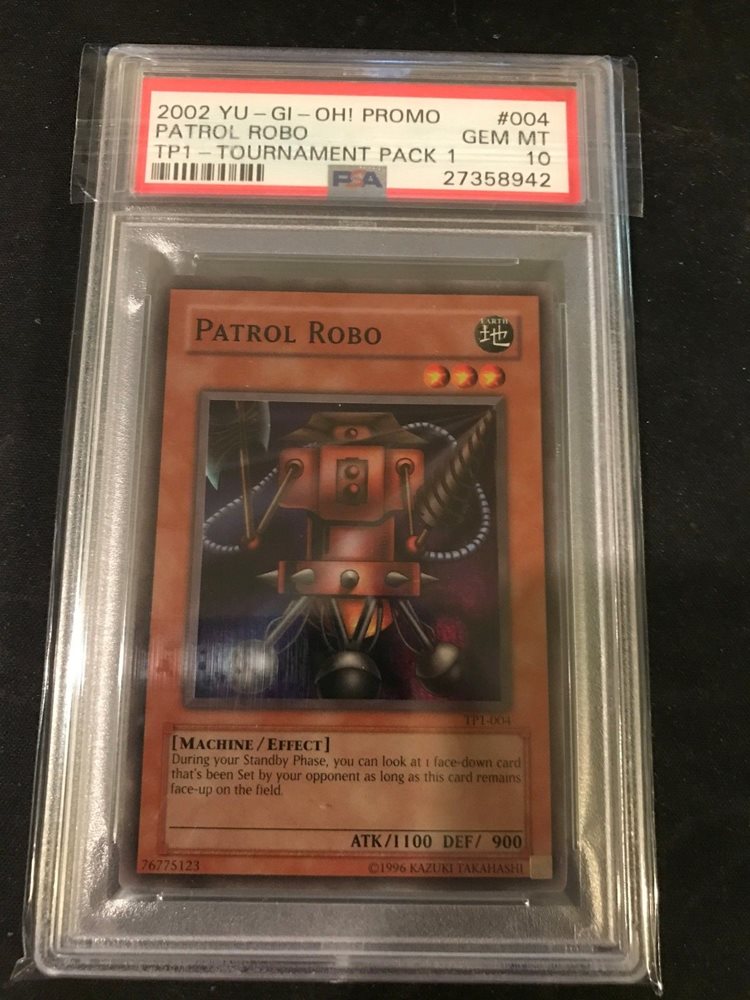 2002 YU-GI-OH! PROMO #004
PATROL ROBO GEM MT
TP1-TOURNAMENT PACK 1 10
PSA 27358942
PATROL ROBO
EARTH
地
TP1-004
[MACHINE/EFFECT]
During your Standby Phase, you can look at 1 face-down card
that's been Set by your opponent as long as this card remains
face-up on the field.
ATK/1100 DEF/ 900
76775123 ©1996 KAZUKI TAKAHASHI